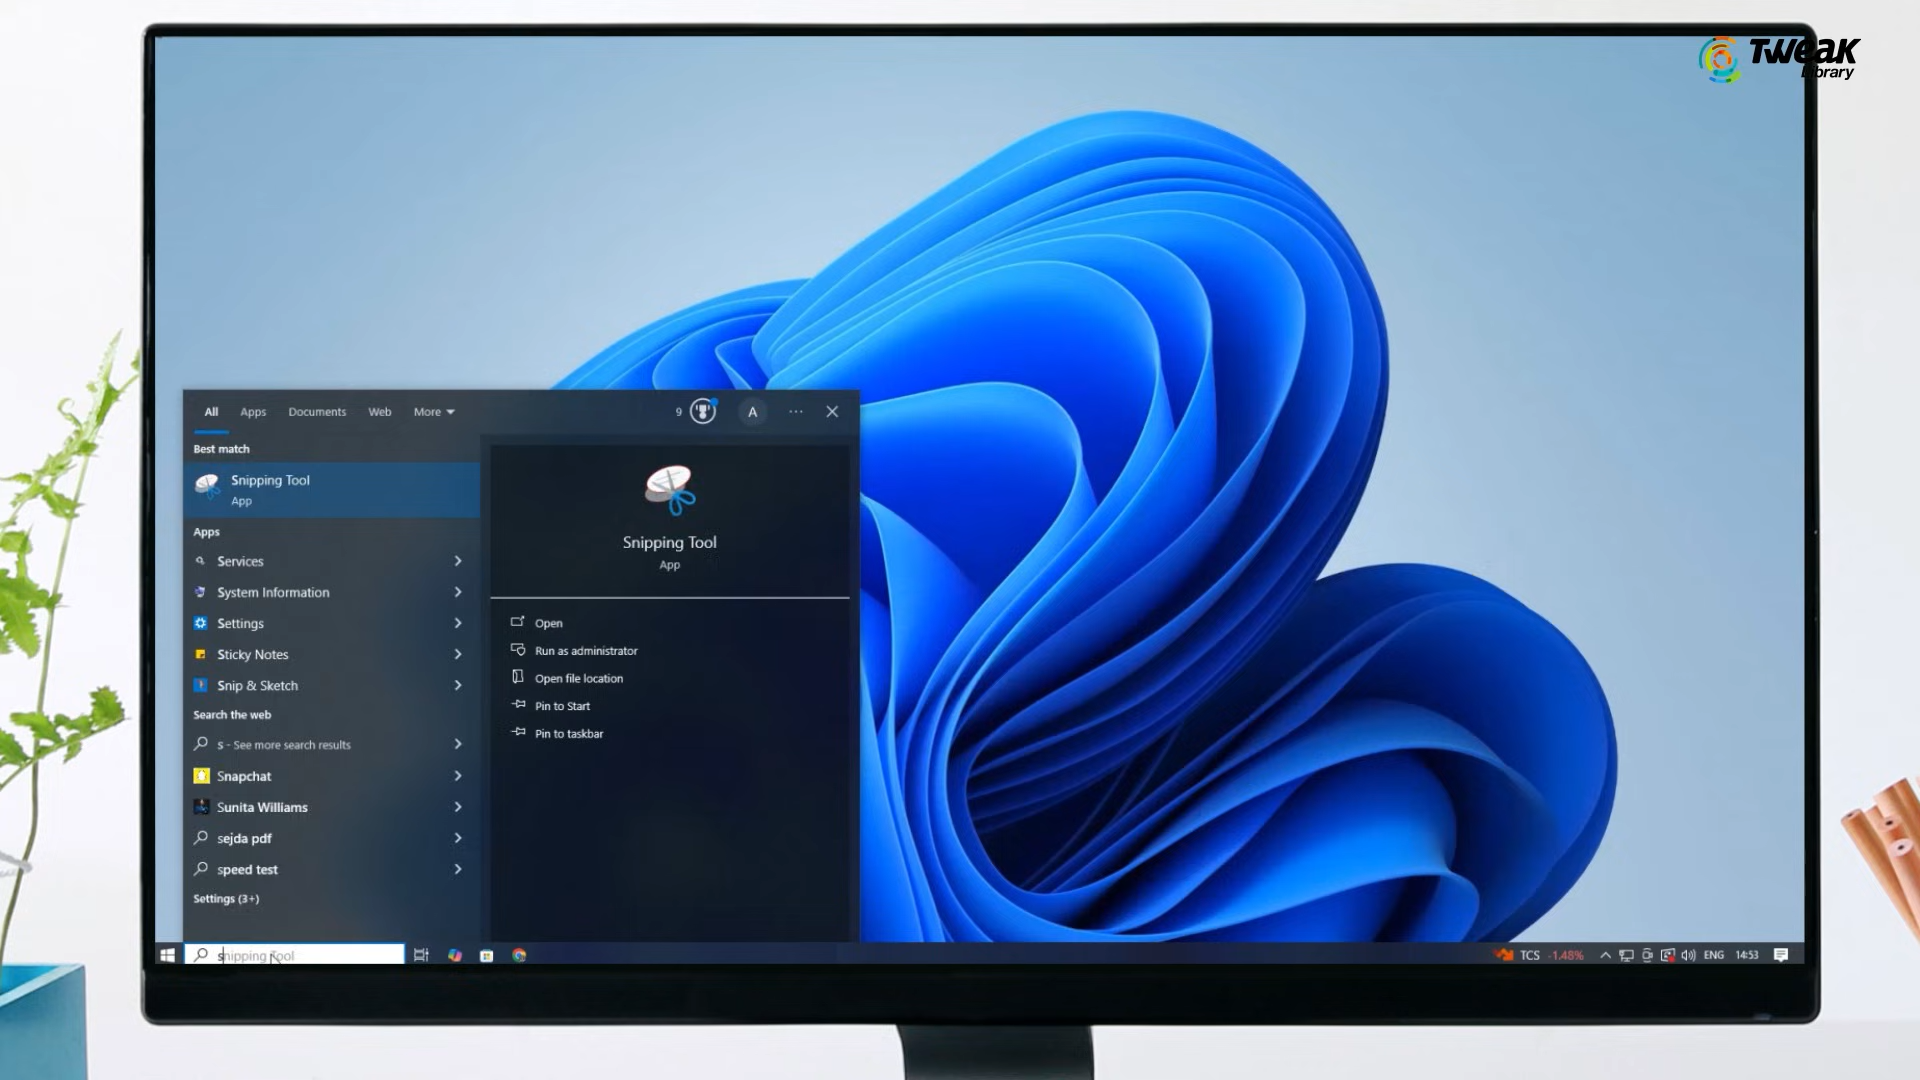 Tweak
Library
All
Apps
Documents
Web
More
9
A
Best match
Snipping Tool
App
Apps
Services
System Information
Settings
Sticky Notes
Snip & Sketch
Search the web
s - See more search results
Snapchat
Sunita Williams
sejda pdf
speed test
Settings (3+)
Snipping Tool
App
Open
Run as administrator
Open file location
Pin to Start
Pin to taskbar
snipping Tool
TCS -1.48%
ENG
14:53